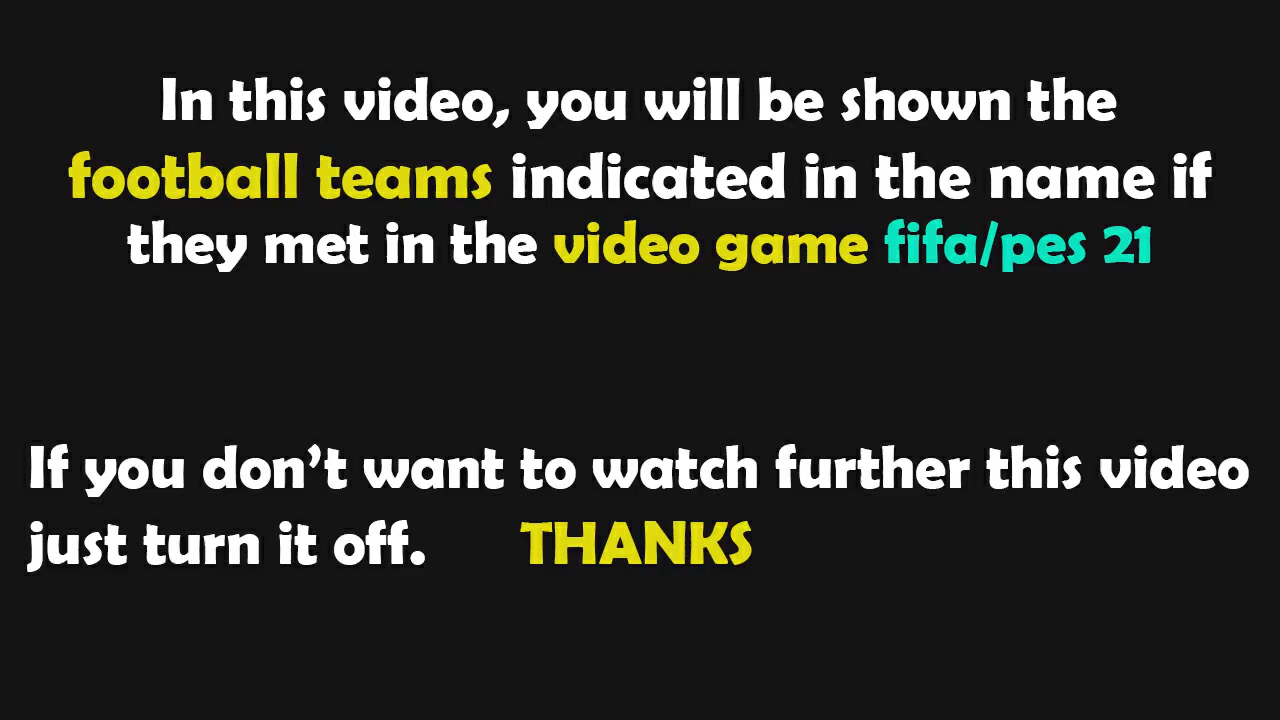 In this video, you will be shown the
football teams indicated in the name if
they met in the video game fifa/pes 21
If you don't want to watch further this video
just turn it off. THANKS